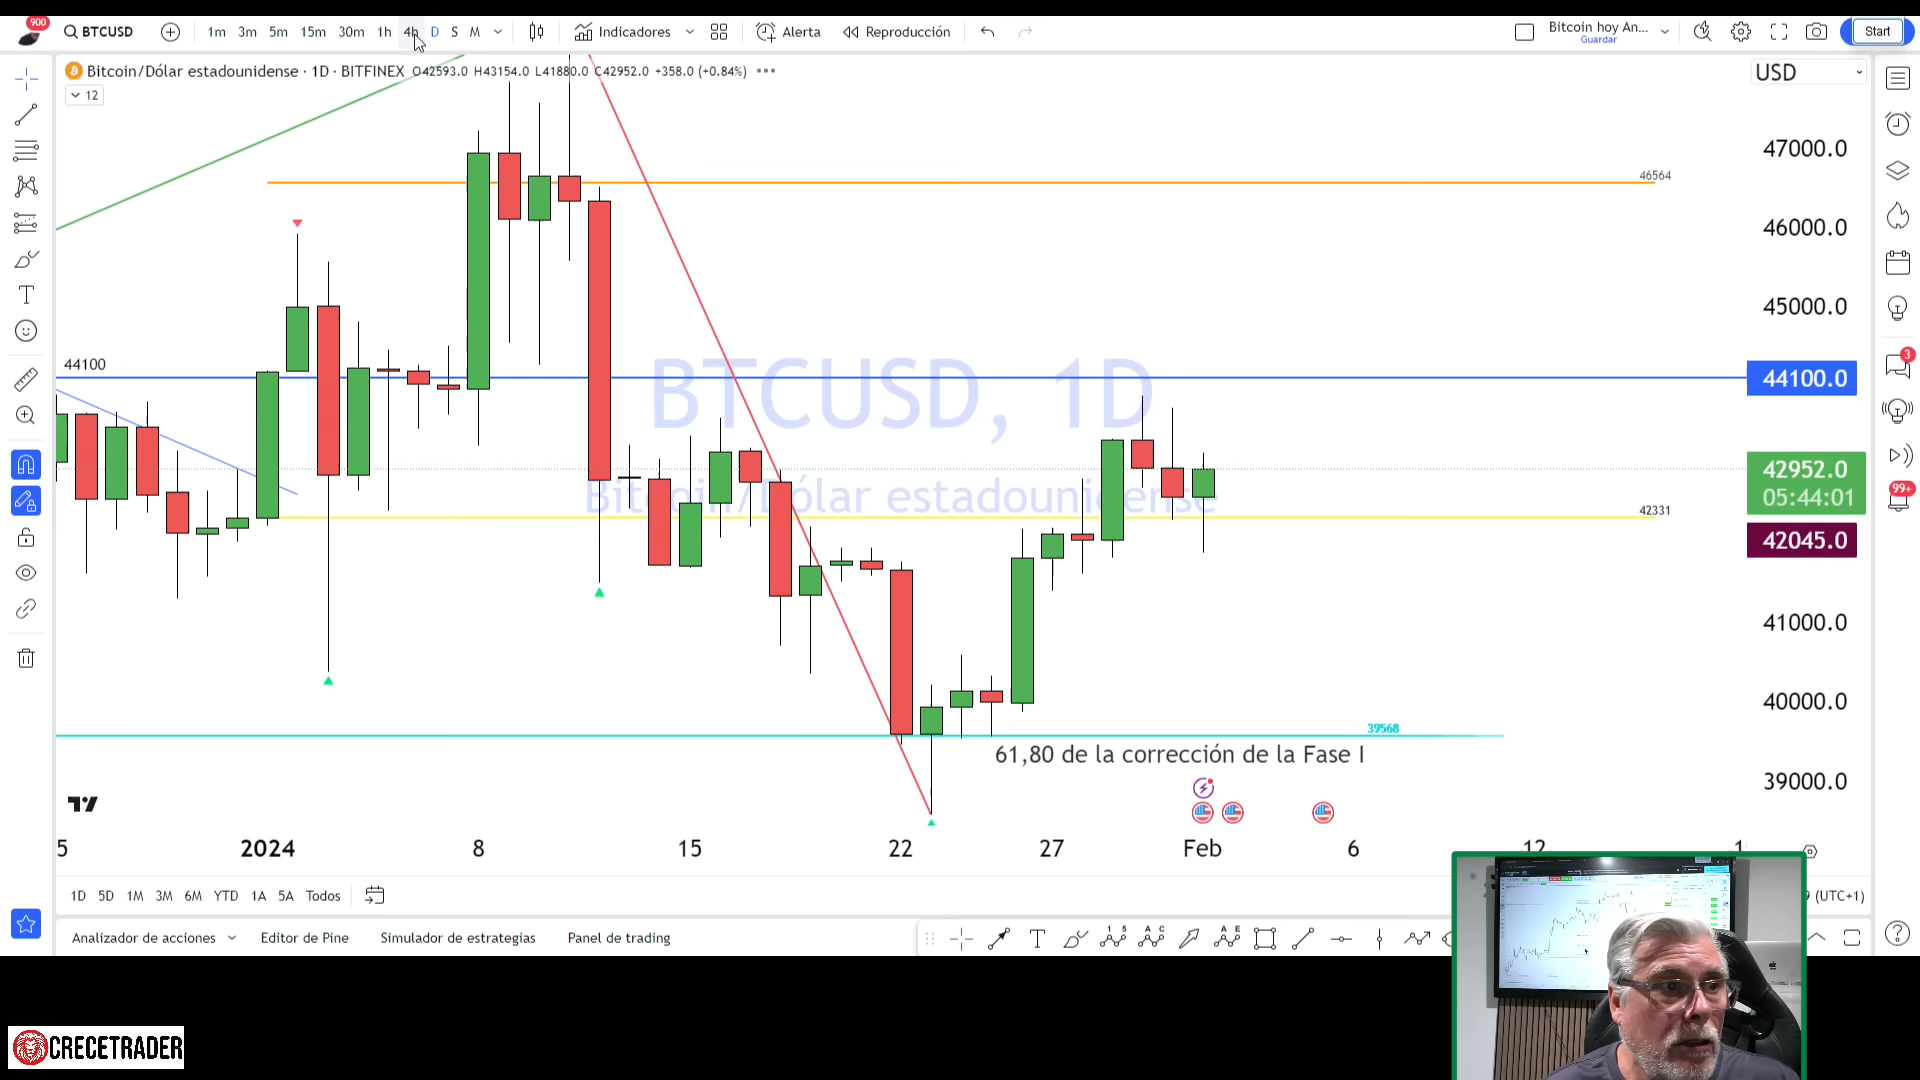 900
BTCUSD
1m 3m 5m 15m 30m 1h 4h D S M
Indicadores
Alerta
Reproducción
Bitcoin hoy An...
Guardar
Start
Bitcoin/Dólar estadounidense · 1D · BITFINEX O42593.0 H43154.0 L41880.0 C42952.0 +358.0 (+0.84%)
USD
12
47000.0
46564
46000.0
45000.0
44100
BTCUSD, 1D
44100.0
3
Bitcoin/Dólar estadounidense
42952.0
05:44:01
99+
42331
42045.0
41000.0
40000.0
39568
61,80 de la corrección de la Fase I
39000.0
5 2024 8 15 22 27 Feb 6 12
1D 5D 1M 3M 6M YTD 1A 5A Todos
(UTC+1)
Analizador de acciones Editor de Pine Simulador de estrategias Panel de trading
CRECETRADER